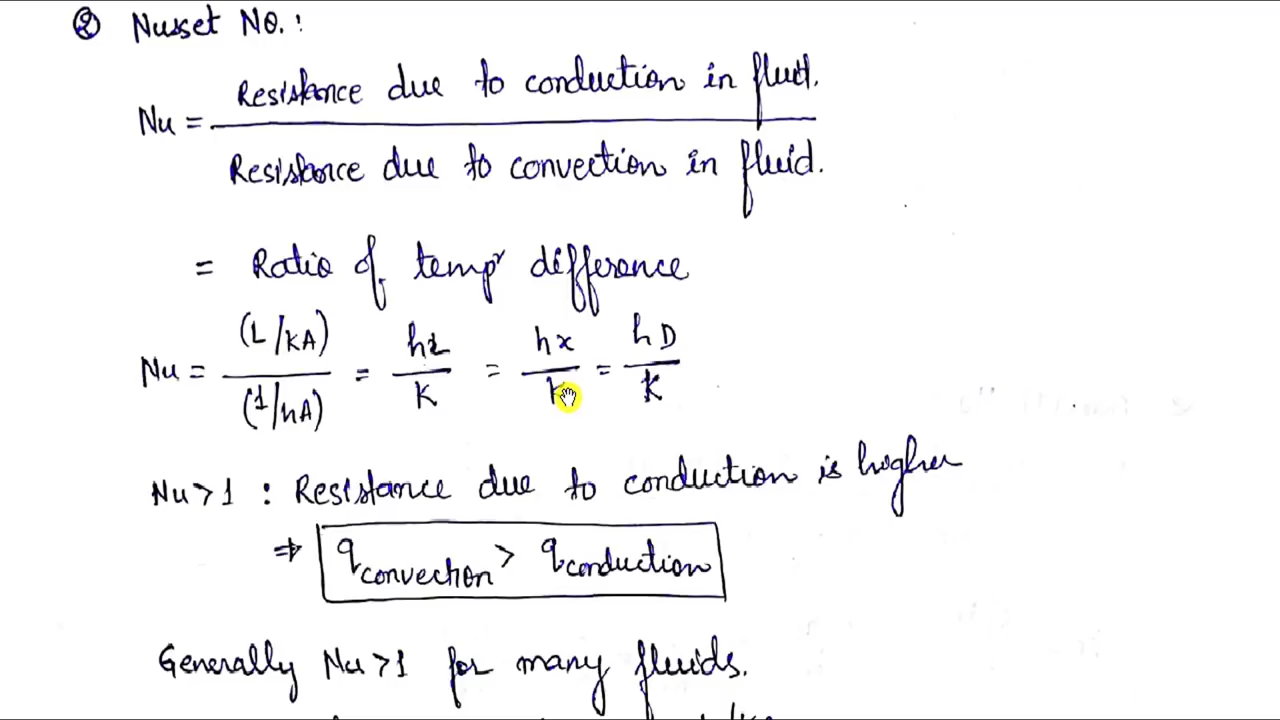 ② Nusset No.:
Resistance due to conduction in fluid.
Nu = ―――――
Resistance due to convection in fluid.
= Ratio of tempr difference
Nu = (L/KA) / (1/hA) = hL/K = hx/k = hD/k
Nu > 1 : Resistance due to conduction is higher
⇒ qconvection > qconduction
Generally Nu > 1 for many fluids.